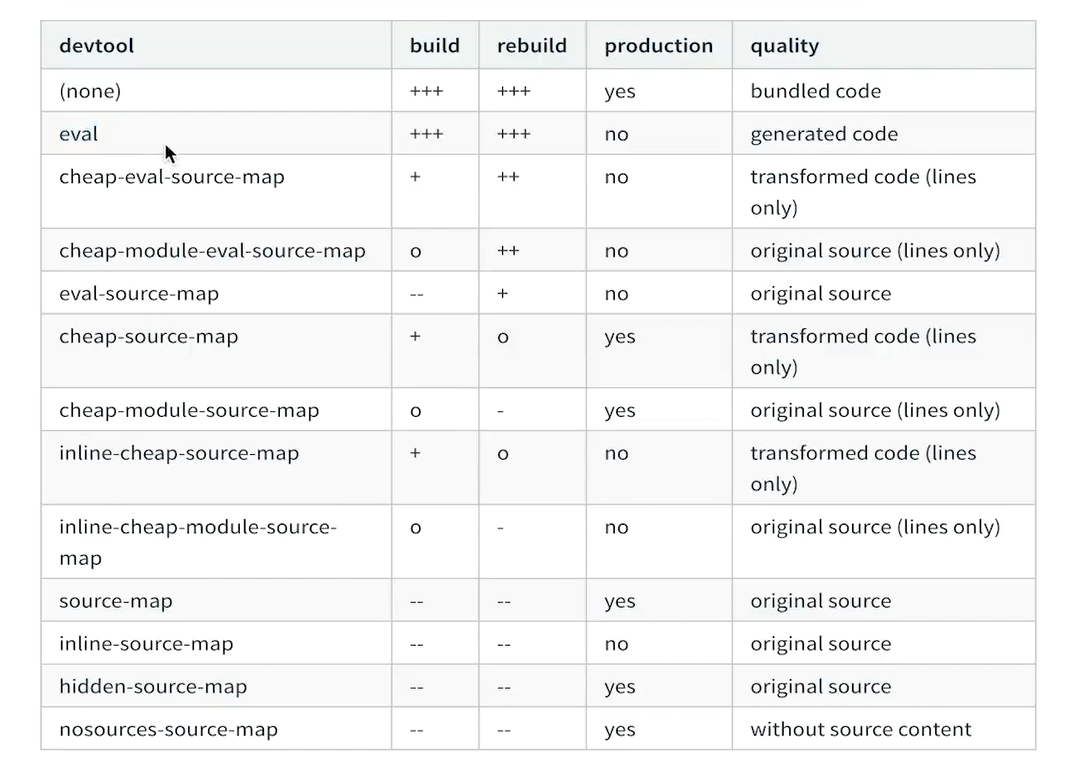 devtool build rebuild production quality
(none) +++ +++ yes bundled code
eval +++ +++ no generated code
cheap-eval-source-map + ++ no transformed code (lines
only)
cheap-module-eval-source-map o ++ no original source (lines only)
eval-source-map -- + no original source
cheap-source-map + o yes transformed code (lines
only)
cheap-module-source-map o - yes original source (lines only)
inline-cheap-source-map + o no transformed code (lines
only)
inline-cheap-module-source- o - no original source (lines only)
map
source-map -- -- yes original source
inline-source-map -- -- no original source
hidden-source-map -- -- yes original source
nosources-source-map -- -- yes without source content